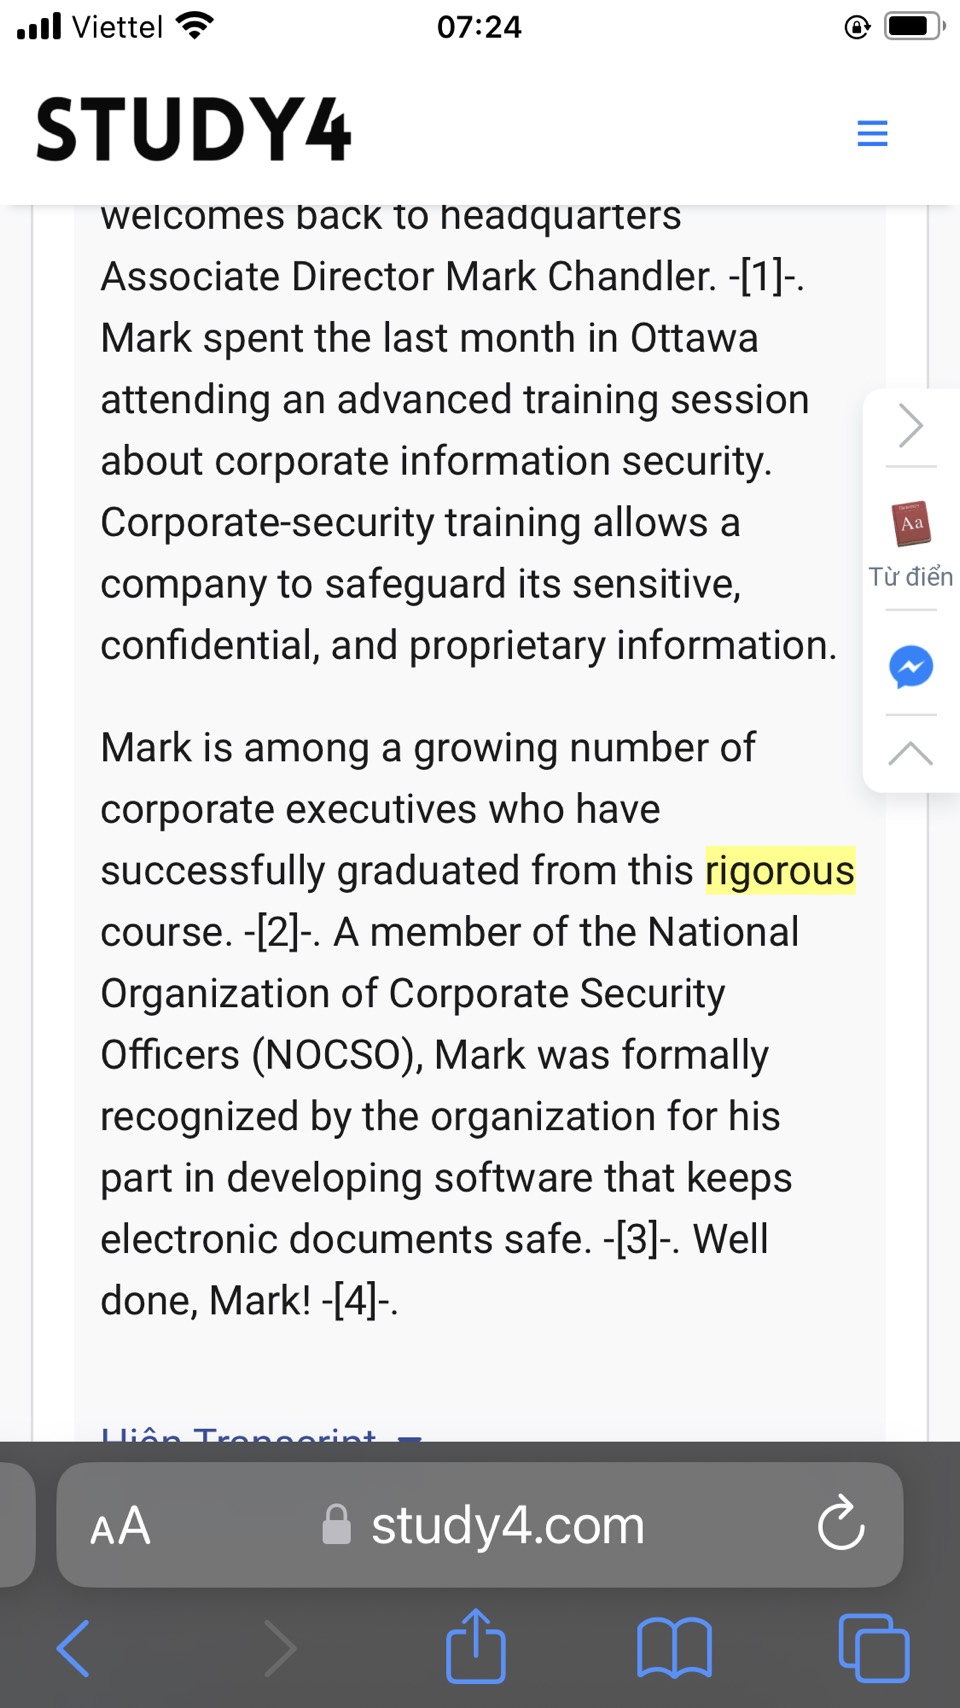 Viettel
07:24
STUDY4
welcomes back to headquarters
Associate Director Mark Chandler. -[1]-.
Mark spent the last month in Ottawa
attending an advanced training session
about corporate information security.
Corporate-security training allows a
company to safeguard its sensitive,
confidential, and proprietary information.
Aa
Từ điển
Mark is among a growing number of
corporate executives who have
successfully graduated from this rigorous
course. -[2]-. A member of the National
Organization of Corporate Security
Officers (NOCSO), Mark was formally
recognized by the organization for his
part in developing software that keeps
electronic documents safe. -[3]-. Well
done, Mark! -[4]-.
Hiện Transcript
AA
study4.com